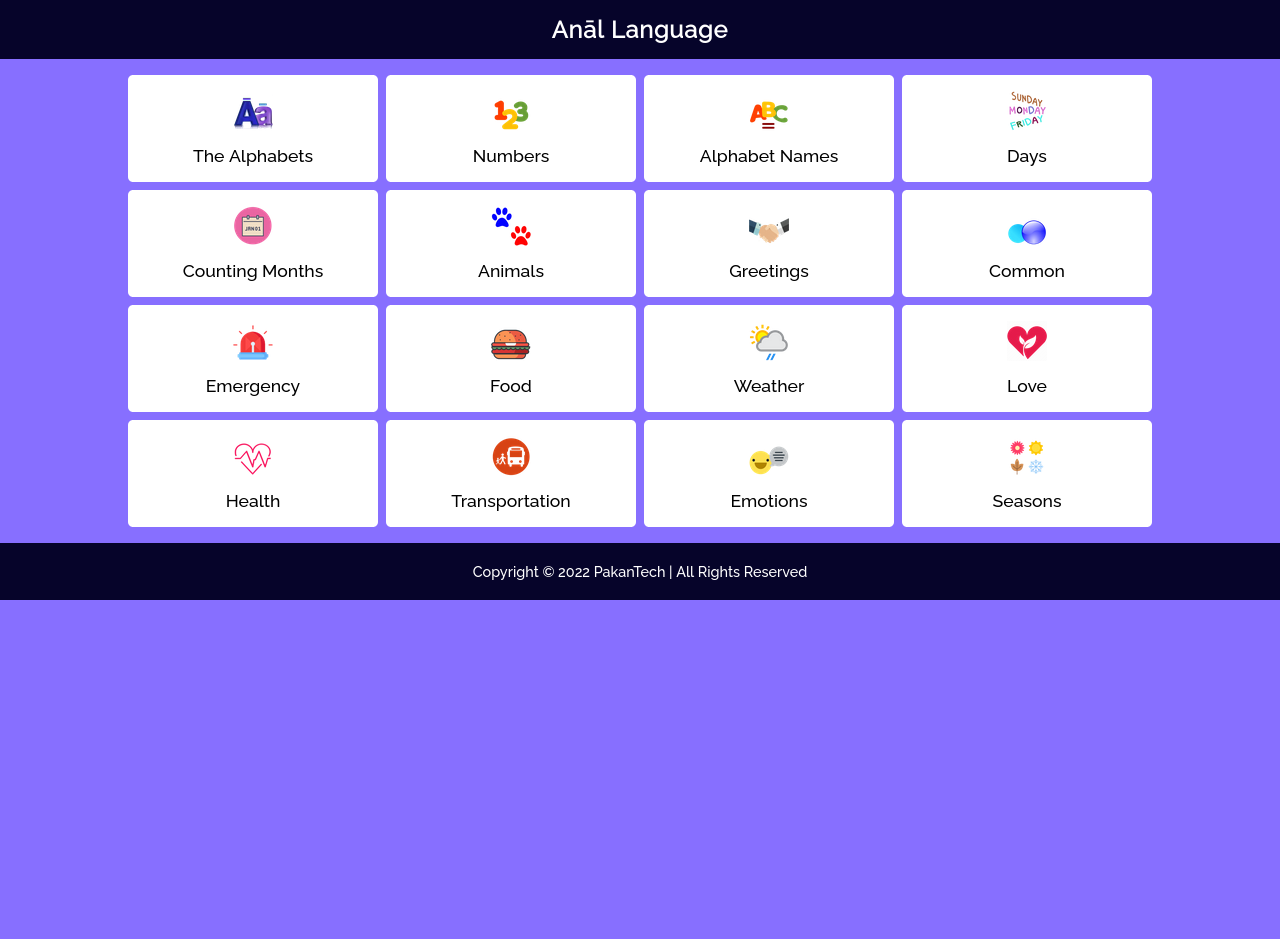 Anāl Language
Āā
The Alphabets
123
Numbers
ABC
Alphabet Names
SUNDAY
MONDAY
FRIDAY
Days
JAN 01
Counting Months
Animals
Greetings
Common
Emergency
Food
Weather
Love
Health
Transportation
Emotions
Seasons
Copyright © 2022 PakanTech | All Rights Reserved